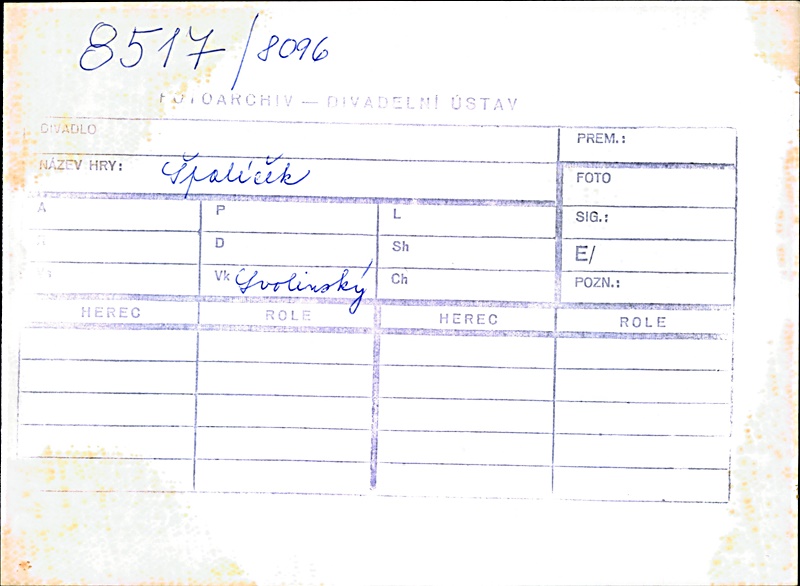 8517/8096
FOTOARCHIV — DIVADELNÍ ÚSTAV
DIVADLO
PREM.:
NÁZEV HRY: Špalíček
FOTO
A P L
SIG.:
R D Sh
E/
Vk Svolinský Ch
POZN.:
HEREC ROLE HEREC ROLE